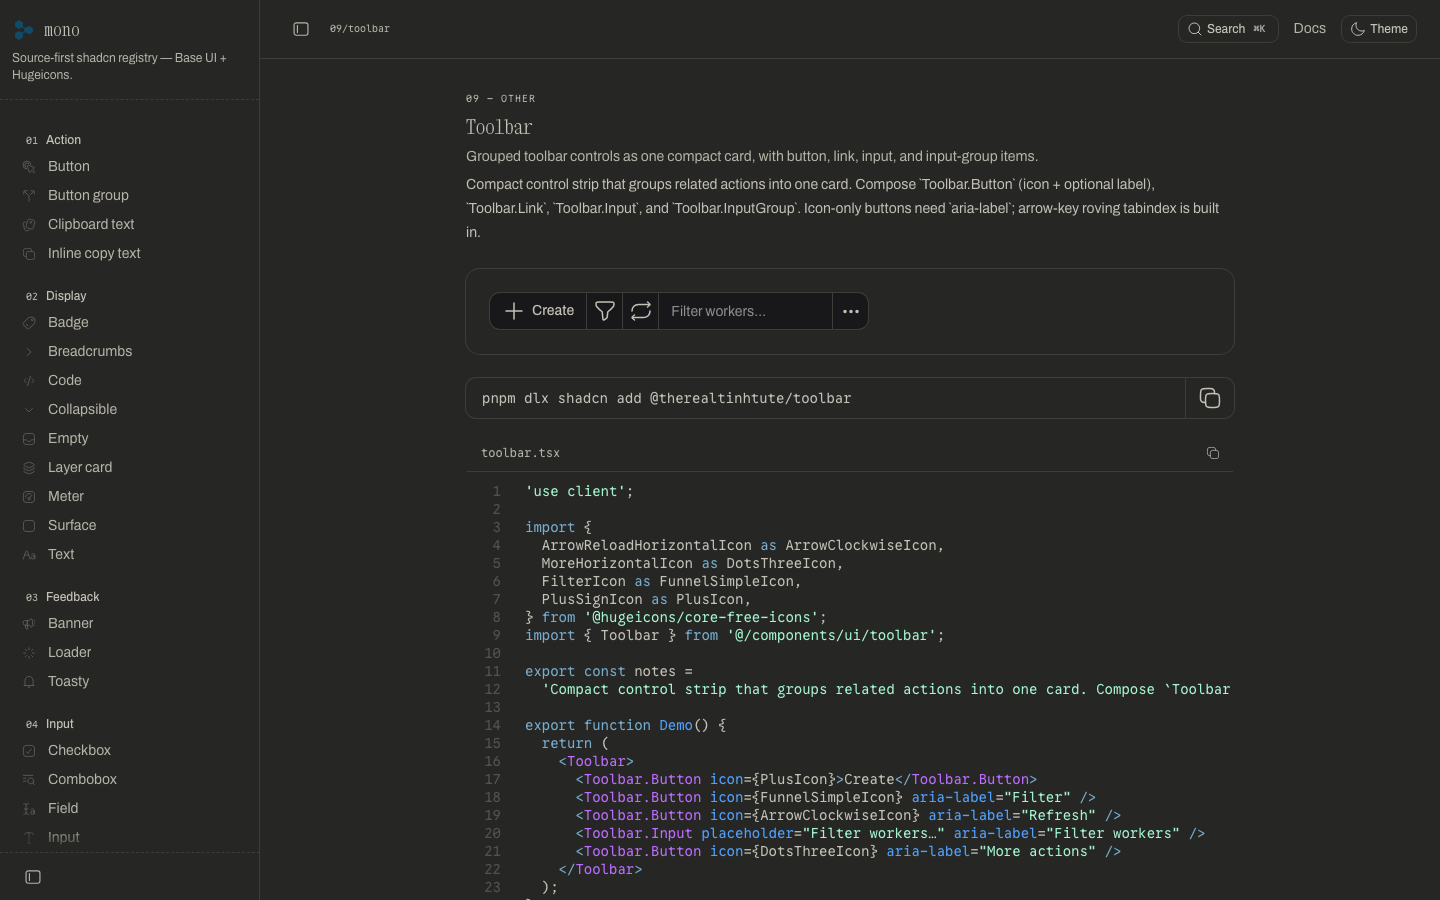 mono
Source-first shadcn registry — Base UI +
Hugeicons.
01 Action
Button
Button group
Clipboard text
Inline copy text
02 Display
Badge
Breadcrumbs
Code
Collapsible
Empty
Layer card
Meter
Surface
Text
03 Feedback
Banner
Loader
Toasty
04 Input
Checkbox
Combobox
Field
Input
09/toolbar
Search ⌘K
Docs
Theme
09 — OTHER
Toolbar
Grouped toolbar controls as one compact card, with button, link, input, and input-group items.
Compact control strip that groups related actions into one card. Compose `Toolbar.Button` (icon + optional label),
`Toolbar.Link`, `Toolbar.Input`, and `Toolbar.InputGroup`. Icon-only buttons need `aria-label`; arrow-key roving tabindex is built
in.
Create
Filter workers…
pnpm dlx shadcn add @therealtinhtute/toolbar
toolbar.tsx
1 'use client';
2
3 import {
4 ArrowReloadHorizontalIcon as ArrowClockwiseIcon,
5 MoreHorizontalIcon as DotsThreeIcon,
6 FilterIcon as FunnelSimpleIcon,
7 PlusSignIcon as PlusIcon,
8 } from '@hugeicons/core-free-icons';
9 import { Toolbar } from '@/components/ui/toolbar';
10
11 export const notes =
12 'Compact control strip that groups related actions into one card. Compose `Toolbar
13
14 export function Demo() {
15 return (
16 <Toolbar>
17 <Toolbar.Button icon={PlusIcon}>Create</Toolbar.Button>
18 <Toolbar.Button icon={FunnelSimpleIcon} aria-label="Filter" />
19 <Toolbar.Button icon={ArrowClockwiseIcon} aria-label="Refresh" />
20 <Toolbar.Input placeholder="Filter workers…" aria-label="Filter workers" />
21 <Toolbar.Button icon={DotsThreeIcon} aria-label="More actions" />
22 </Toolbar>
23 );